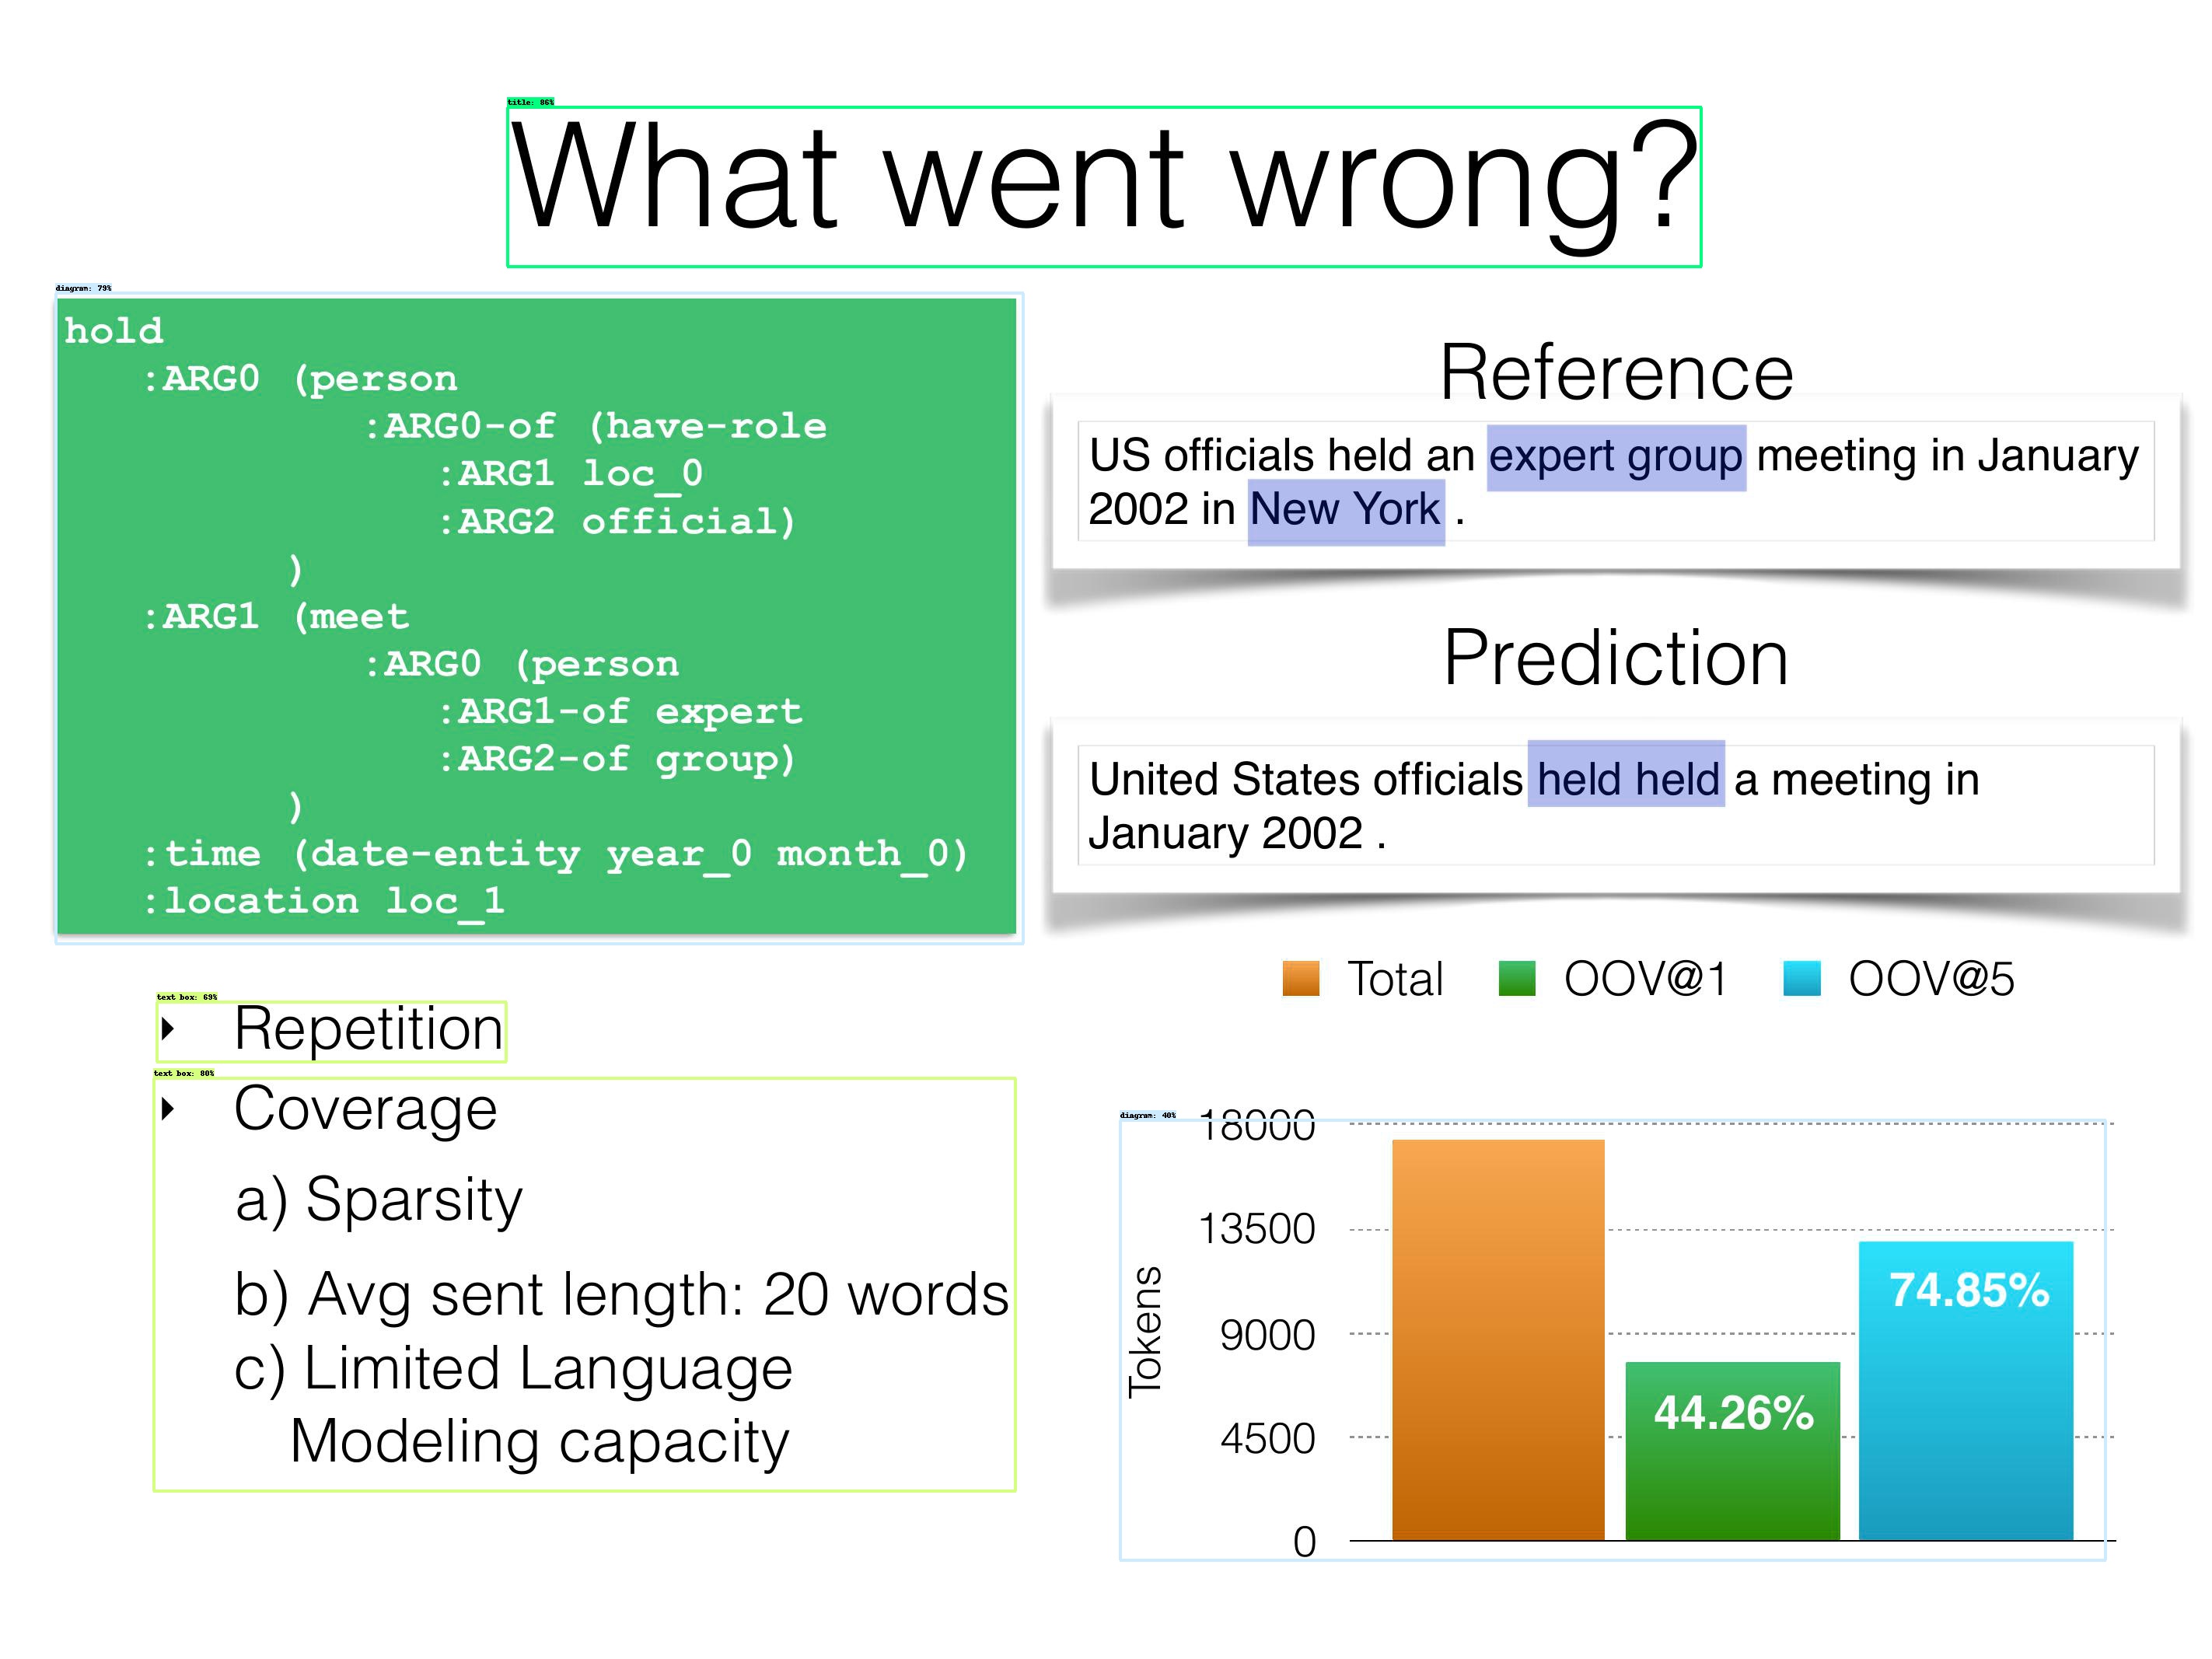 title: 86%
What went wrong?
diagram: 79%
hold
:ARG0 (person
:ARG0-of (have-role
:ARG1 loc_0
:ARG2 official)
)
:ARG1 (meet
:ARG0 (person
:ARG1-of expert
:ARG2-of group)
)
:time (date-entity year_0 month_0)
:location loc_1
Reference
US officials held an expert group meeting in January
2002 in New York .
Prediction
United States officials held held a meeting in
January 2002 .
text box: 69%
‣ Repetition
text box: 80%
‣ Coverage
a) Sparsity
b) Avg sent length: 20 words
c) Limited Language
Modeling capacity
Total OOV@1 OOV@5
diagram: 40%
18000
13500
9000
4500
0
Tokens
44.26%
74.85%